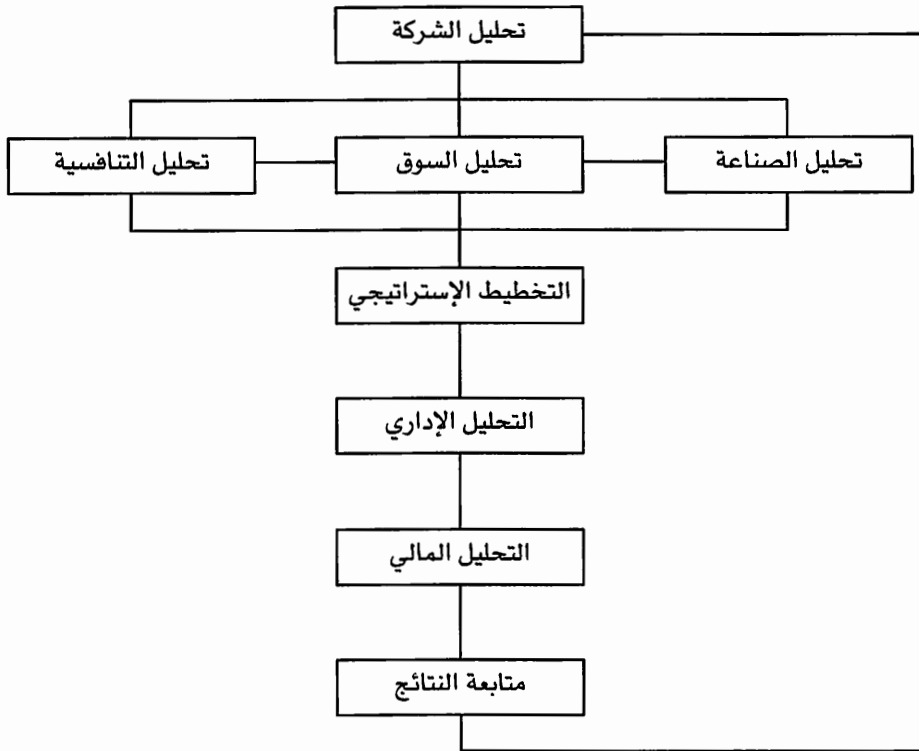 تحليل الشركة
تحليل الصناعة
تحليل السوق
تحليل التنافسية
التخطيط الإستراتيجي
التحليل الإداري
التحليل المالي
متابعة النتائج